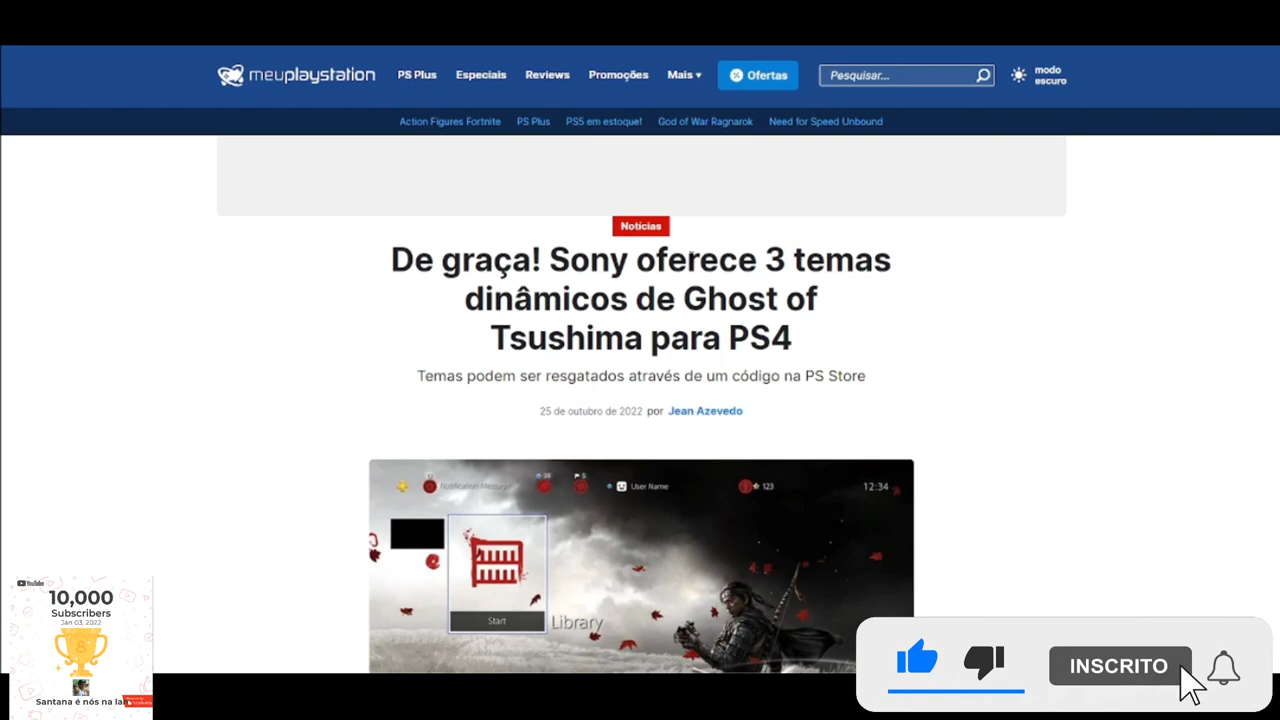 meuplaystation
PS Plus Especiais Reviews Promoções Mais Ofertas Pesquisar... modo escuro
Action Figures Fortnite PS Plus PS5 em estoque! God of War Ragnarok Need for Speed Unbound
Notícias
De graça! Sony oferece 3 temas
dinâmicos de Ghost of
Tsushima para PS4
Temas podem ser resgatados através de um código na PS Store
25 de outubro de 2022 por Jean Azevedo
Notification Message 98 5 User Name 123 12:34
Start
Library
YouTube
10,000
Subscribers
Jan 03, 2022
Santana é nós na
INSCRITO